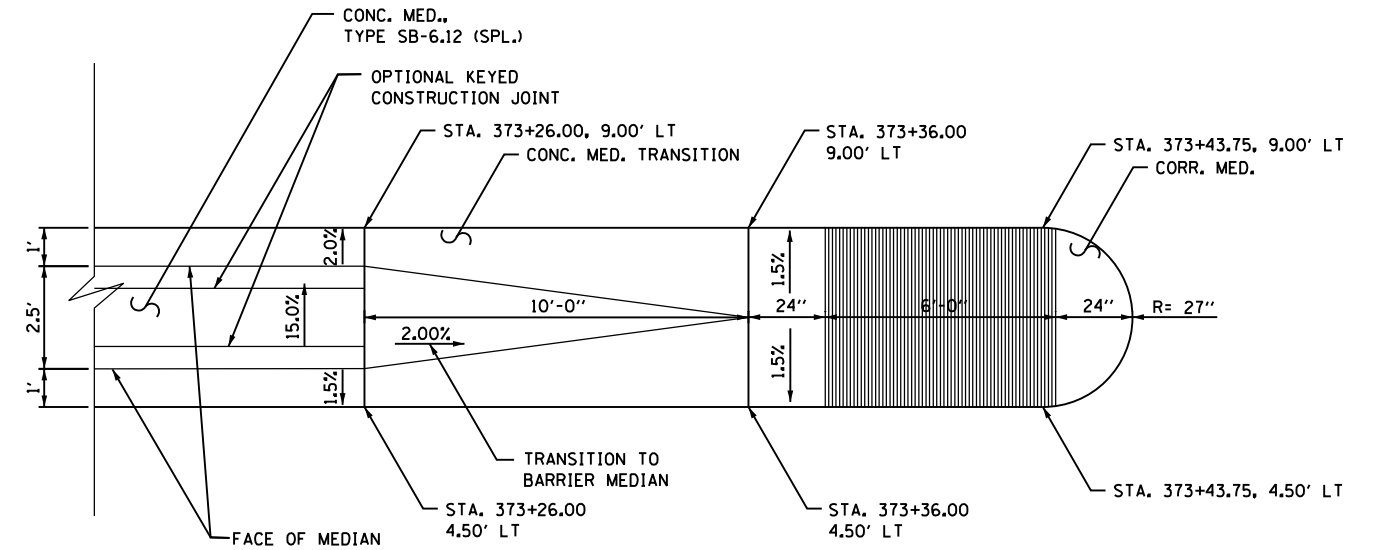 CONC. MED.,
TYPE SB-6.12 (SPL.)
OPTIONAL KEYED
CONSTRUCTION JOINT
STA. 373+26.00, 9.00' LT
CONC. MED. TRANSITION
STA. 373+36.00
9.00' LT
STA. 373+43.75, 9.00' LT
CORR. MED.
1'
2.5'
1'
2.0%
15.0%
1.5%
10'-0"
2.00%
1.5%
24"
1.5%
6'-0"
24"
R= 27"
TRANSITION TO
BARRIER MEDIAN
STA. 373+26.00
4.50' LT
STA. 373+36.00
4.50' LT
STA. 373+43.75, 4.50' LT
FACE OF MEDIAN